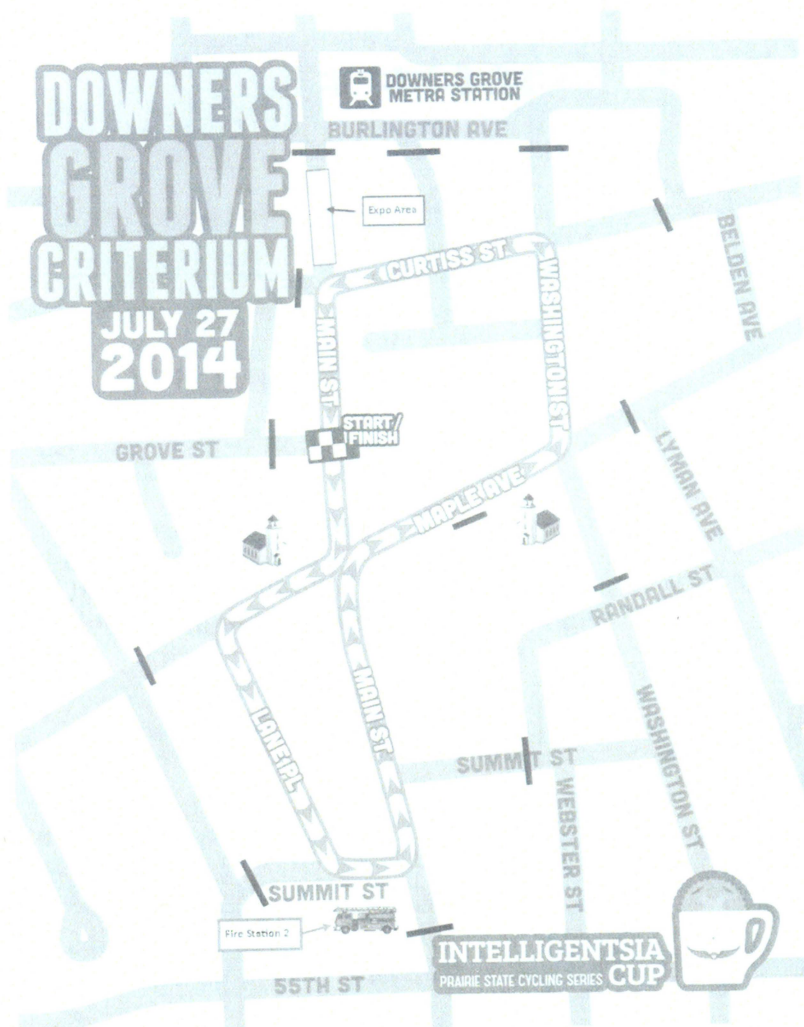 DOWNERS
GROVE
CRITERIUM
JULY 27
2014
DOWNERS GROVE
METRA STATION
BURLINGTON AVE
Expo Area
CURTISS ST
WASHINGTON ST
BELDEN AVE
MAIN ST
START/
FINISH
GROVE ST
MAPLE AVE
LYMAN AVE
RANDALL ST
MAIN ST
LANE PL
SUMMIT ST
WASHINGTON ST
WEBSTER ST
SUMMIT ST
Fire Station 2
55TH ST
INTELLIGENTSIA
PRAIRIE STATE CYCLING SERIES CUP